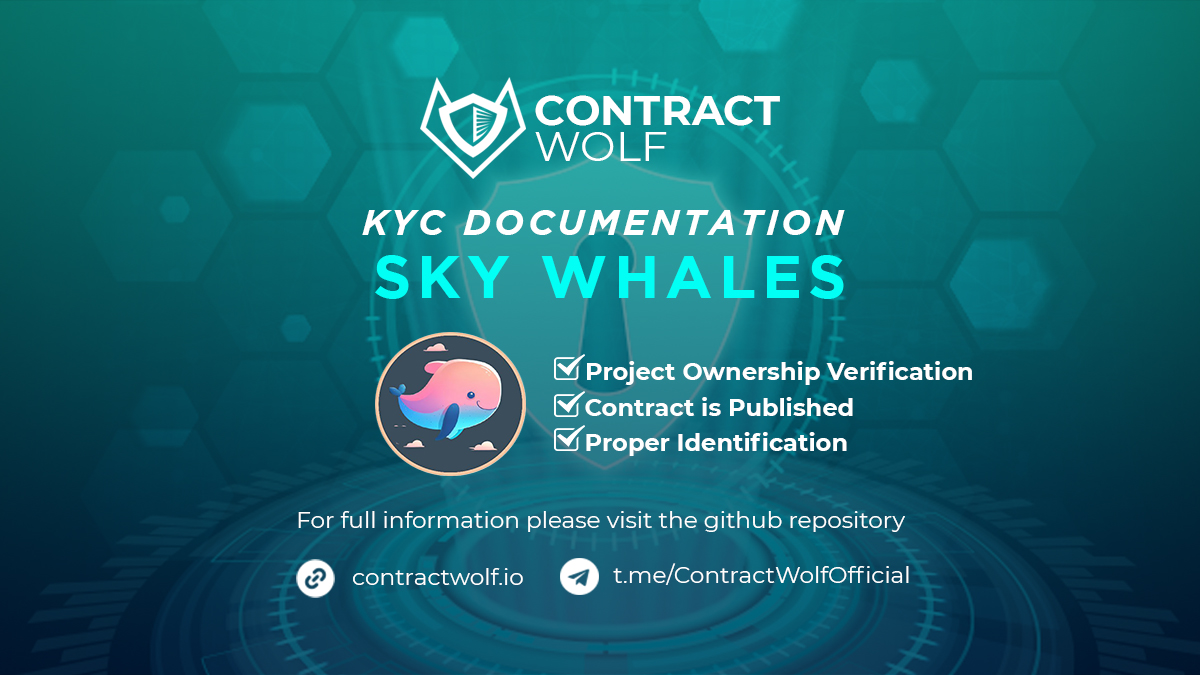 CONTRACT
WOLF
KYC DOCUMENTATION
SKY WHALES
Project Ownership Verification
Contract is Published
Proper Identification
For full information please visit the github repository
contractwolf.io
t.me/ContractWolfOfficial